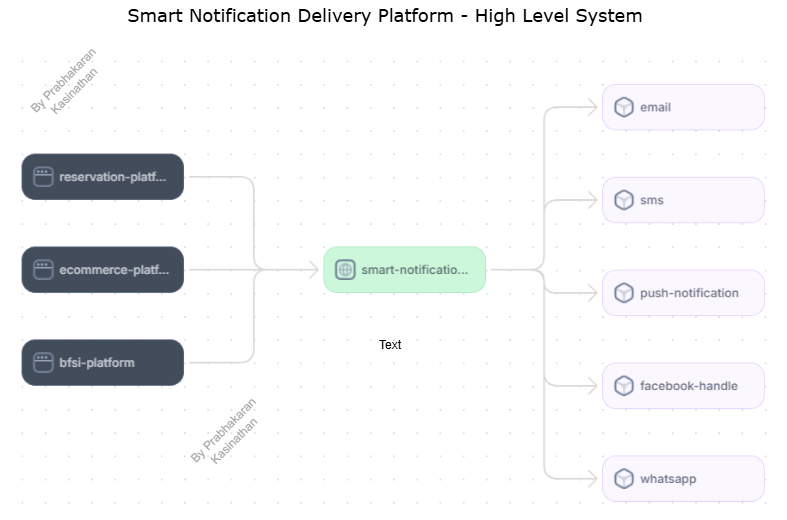 Smart Notification Delivery Platform - High Level System
By Prabhakaran
Kasinathan
reservation-platf...
ecommerce-platf...
bfsi-platform
smart-notificatio...
Text
By Prabhakaran
Kasinathan
email
sms
push-notification
facebook-handle
whatsapp